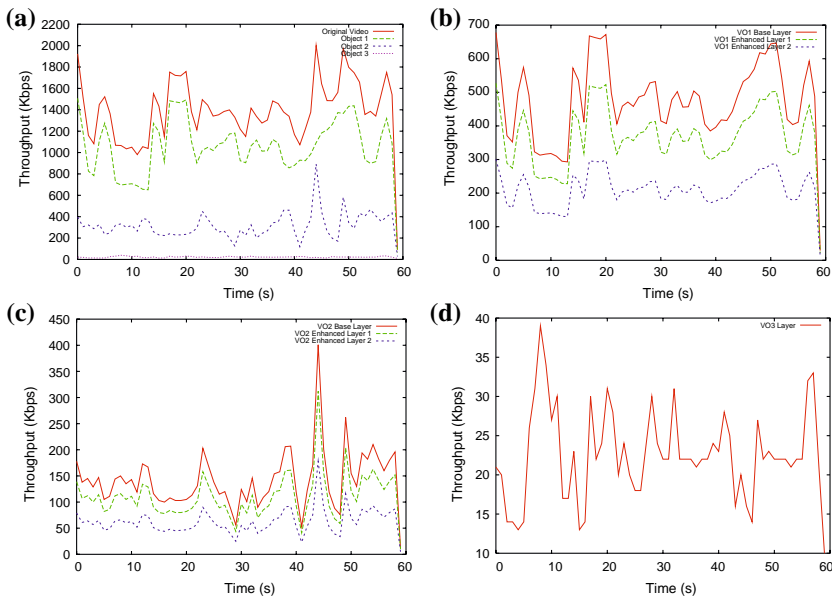 (a)
Original Video
Object 1
Object 2
Object 3
2200
2000
1800
1600
1400
1200
1000
800
600
400
200
0
Throughput (Kbps)
0 10 20 30 40 50 60
Time (s)
(b)
VO1 Base Layer
VO1 Enhanced Layer 1
VO1 Enhanced Layer 2
700
600
500
400
300
200
100
0
Throughput (Kbps)
0 10 20 30 40 50 60
Time (s)
(c)
VO2 Base Layer
VO2 Enhanced Layer 1
VO2 Enhanced Layer 2
450
400
350
300
250
200
150
100
50
0
Throughput (Kbps)
0 10 20 30 40 50 60
Time (s)
(d)
VO3 Layer
40
35
30
25
20
15
10
Throughput (Kbps)
0 10 20 30 40 50 60
Time (s)